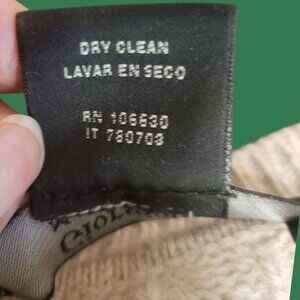 DRY CLEAN
LAVAR EN SECO
RN 106630
IT 780703